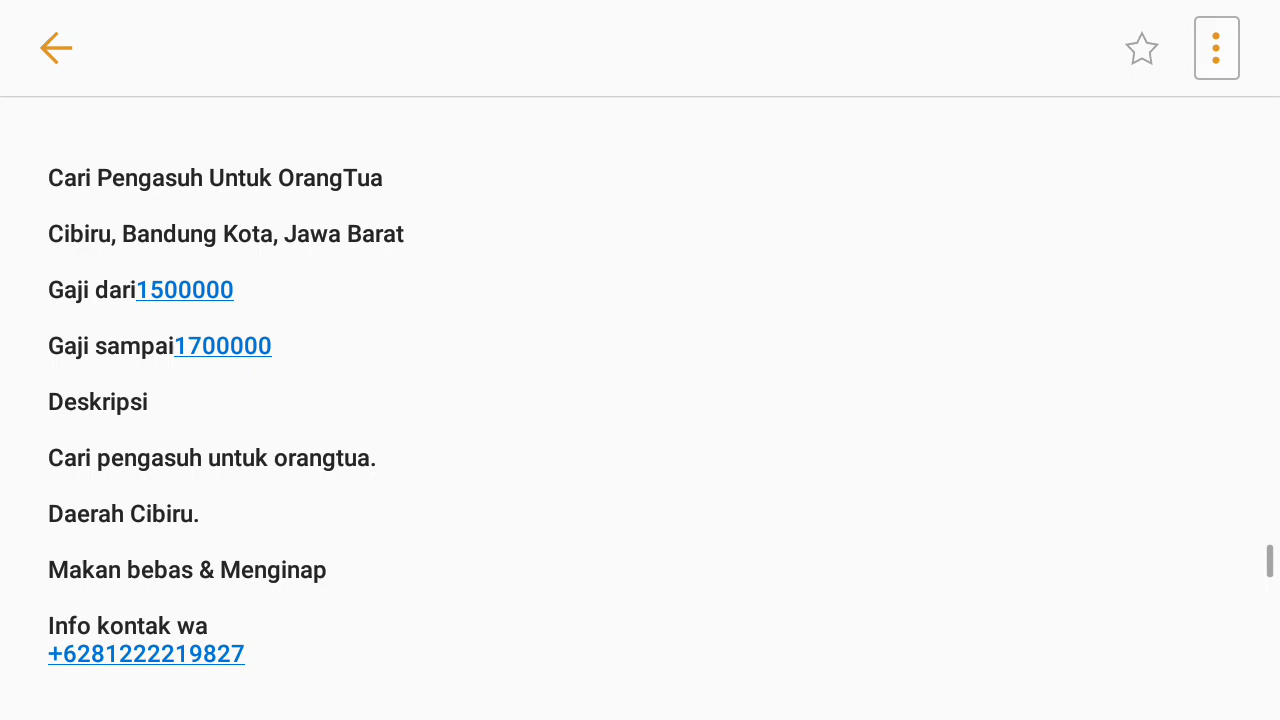 Cari Pengasuh Untuk OrangTua
Cibiru, Bandung Kota, Jawa Barat
Gaji dari1500000
Gaji sampai1700000
Deskripsi
Cari pengasuh untuk orangtua.
Daerah Cibiru.
Makan bebas & Menginap
Info kontak wa
+6281222219827